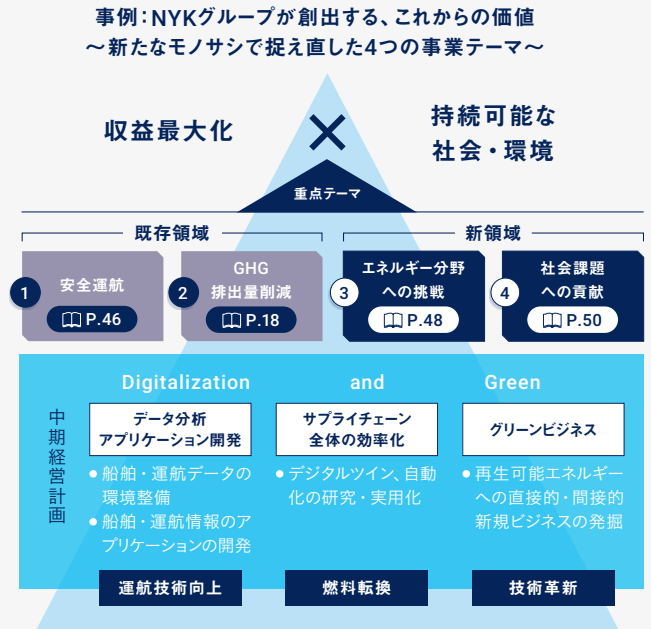 事例：NYKグループが創出する、これからの価値
～新たなモノサシで捉え直した4つの事業テーマ～
収益最大化
×
持続可能な
社会・環境
重点テーマ
既存領域
新領域
1
安全運航
P.46
2
GHG
排出量削減
P.18
3
エネルギー分野
への挑戦
P.48
4
社会課題
への貢献
P.50
中期経営計画
Digitalization and Green
データ分析
アプリケーション開発
● 船舶・運航データの
環境整備
● 船舶・運航情報のア
プリケーションの開発
運航技術向上
サプライチェーン
全体の効率化
● デジタルツイン、自動
化の研究・実用化
燃料転換
グリーンビジネス
● 再生可能エネルギー
への直接的・間接的
新規ビジネスの発掘
技術革新